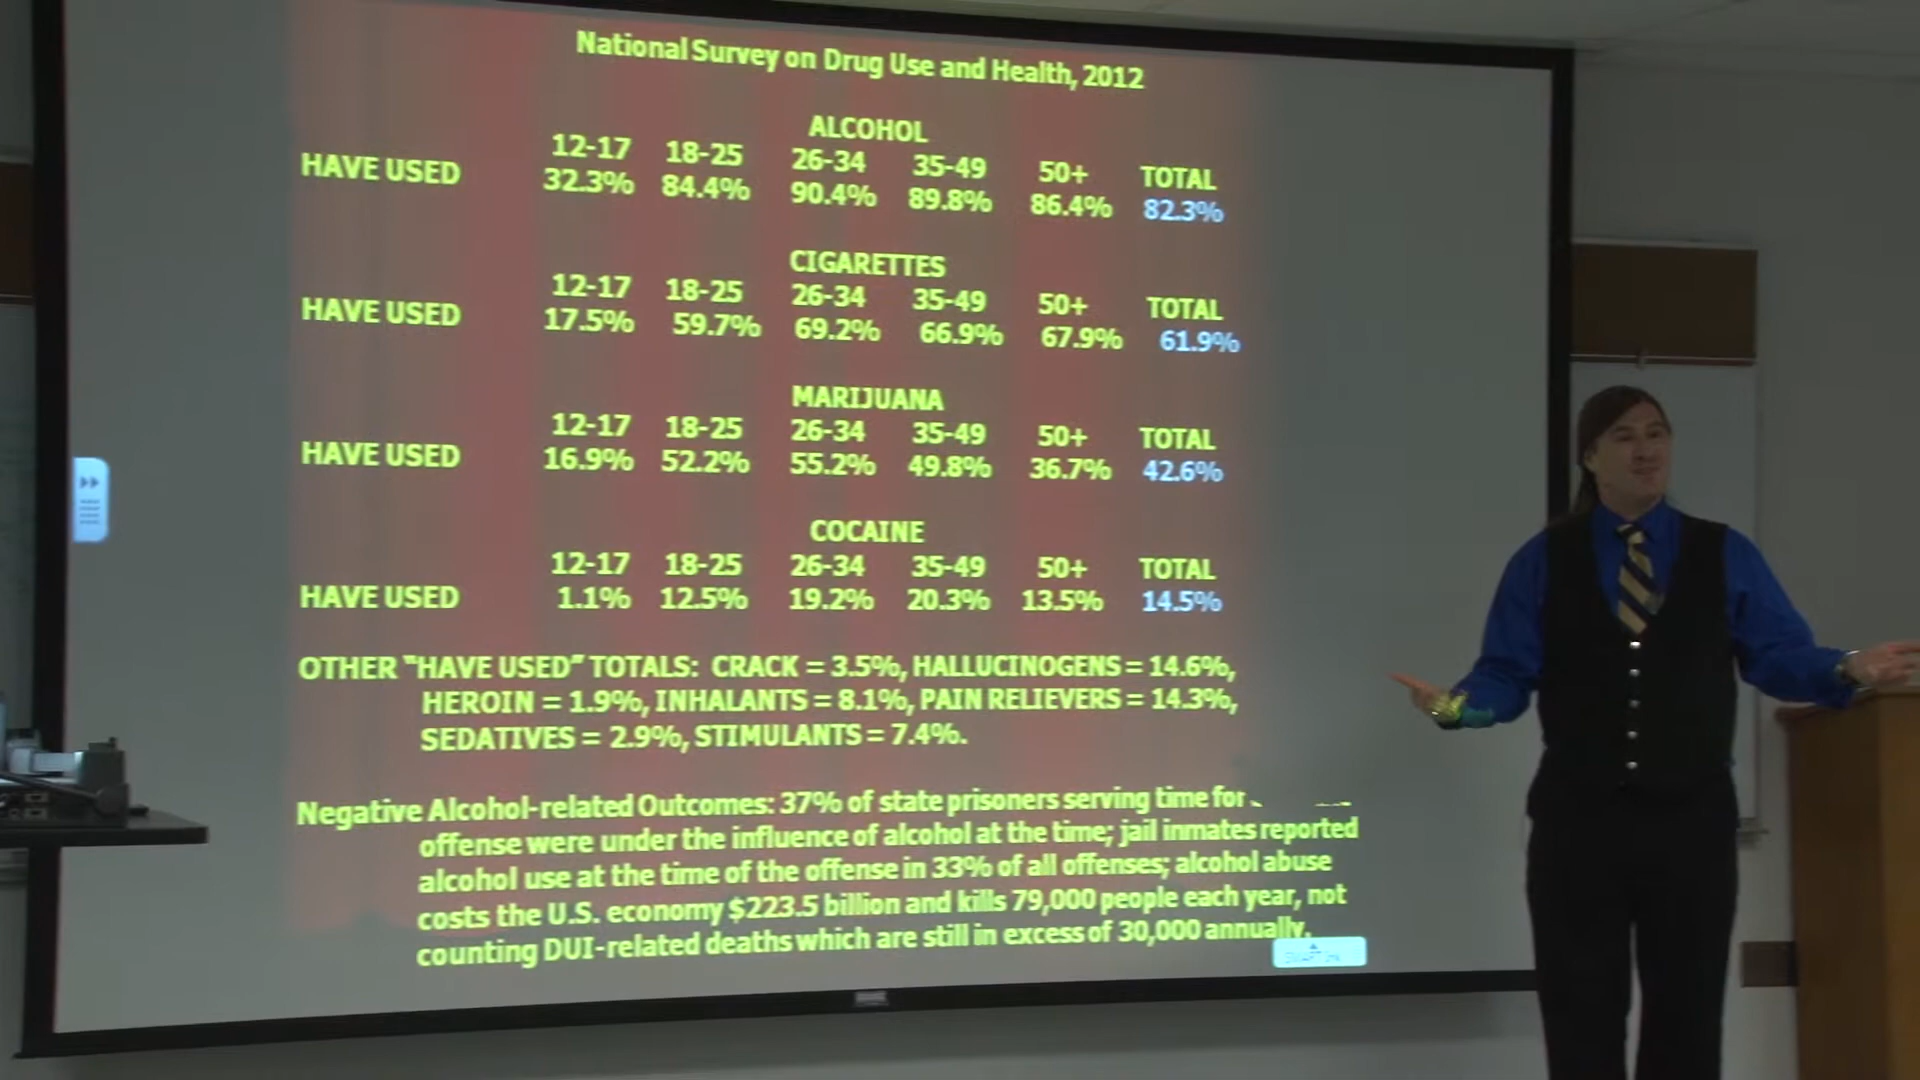 National Survey on Drug Use and Health, 2012
ALCOHOL
12-17 18-25 26-34 35-49 50+ TOTAL
HAVE USED 32.3% 84.4% 90.4% 89.8% 86.4% 82.3%
CIGARETTES
12-17 18-25 26-34 35-49 50+ TOTAL
HAVE USED 17.5% 59.7% 69.2% 66.9% 67.9% 61.9%
MARIJUANA
12-17 18-25 26-34 35-49 50+ TOTAL
HAVE USED 16.9% 52.2% 55.2% 49.8% 36.7% 42.6%
COCAINE
12-17 18-25 26-34 35-49 50+ TOTAL
HAVE USED 1.1% 12.5% 19.2% 20.3% 13.5% 14.5%
OTHER "HAVE USED" TOTALS: CRACK = 3.5%, HALLUCINOGENS = 14.6%,
HEROIN = 1.9%, INHALANTS = 8.1%, PAIN RELIEVERS = 14.3%,
SEDATIVES = 2.9%, STIMULANTS = 7.4%.
Negative Alcohol-related Outcomes: 37% of state prisoners serving time for
offense were under the influence of alcohol at the time; jail inmates reported
alcohol use at the time of the offense in 33% of all offenses; alcohol abuse
costs the U.S. economy $223.5 billion and kills 79,000 people each year, not
counting DUI-related deaths which are still in excess of 30,000 annually.